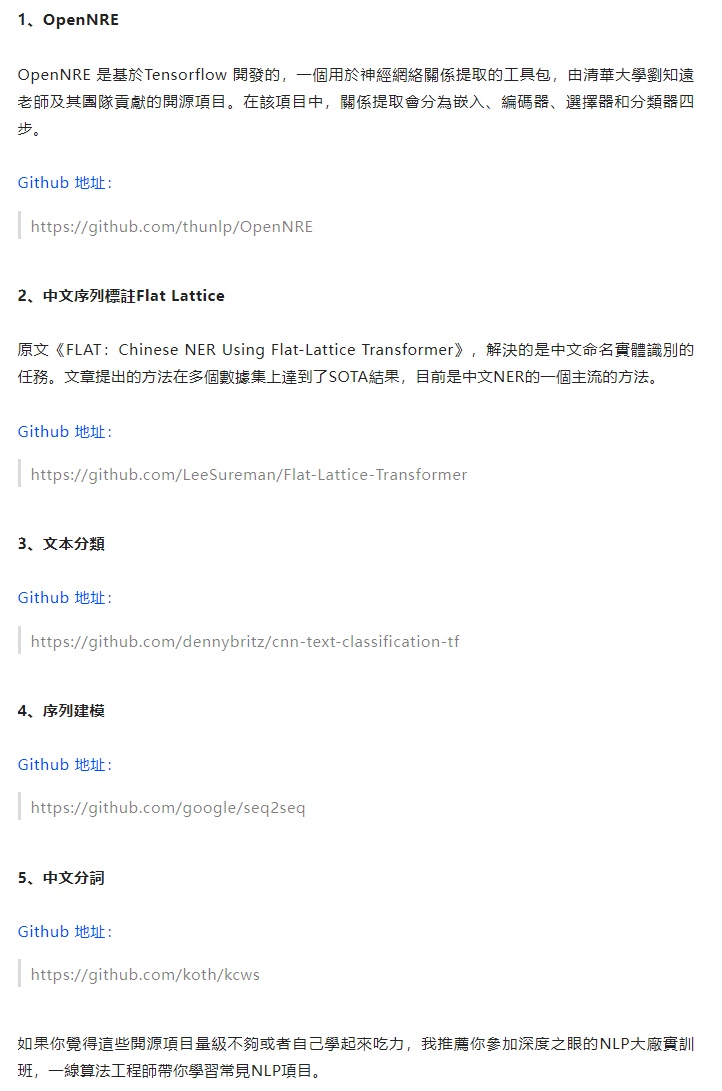 1、OpenNRE
OpenNRE 是基於Tensorflow 開發的，一個用於神經網絡關係提取的工具包，由清華大學劉知遠
老師及其團隊貢獻的開源項目。在該項目中，關係提取會分為嵌入、編碼器、選擇器和分類器四
步。
Github 地址：
https://github.com/thunlp/OpenNRE
2、中文序列標註Flat Lattice
原文《FLAT：Chinese NER Using Flat-Lattice Transformer》，解決的是中文命名實體識別的
任務。文章提出的方法在多個數據集上達到了SOTA結果，目前是中文NER的一個主流的方法。
Github 地址：
https://github.com/LeeSureman/Flat-Lattice-Transformer
3、文本分類
Github 地址：
https://github.com/dennybritz/cnn-text-classification-tf
4、序列建模
Github 地址：
https://github.com/google/seq2seq
5、中文分詞
Github 地址：
https://github.com/koth/kcws
如果你覺得這些開源項目量級不夠或者自己學起來吃力，我推薦你參加深度之眼的NLP大廠實訓
班，一線算法工程師帶你學習常見NLP項目。